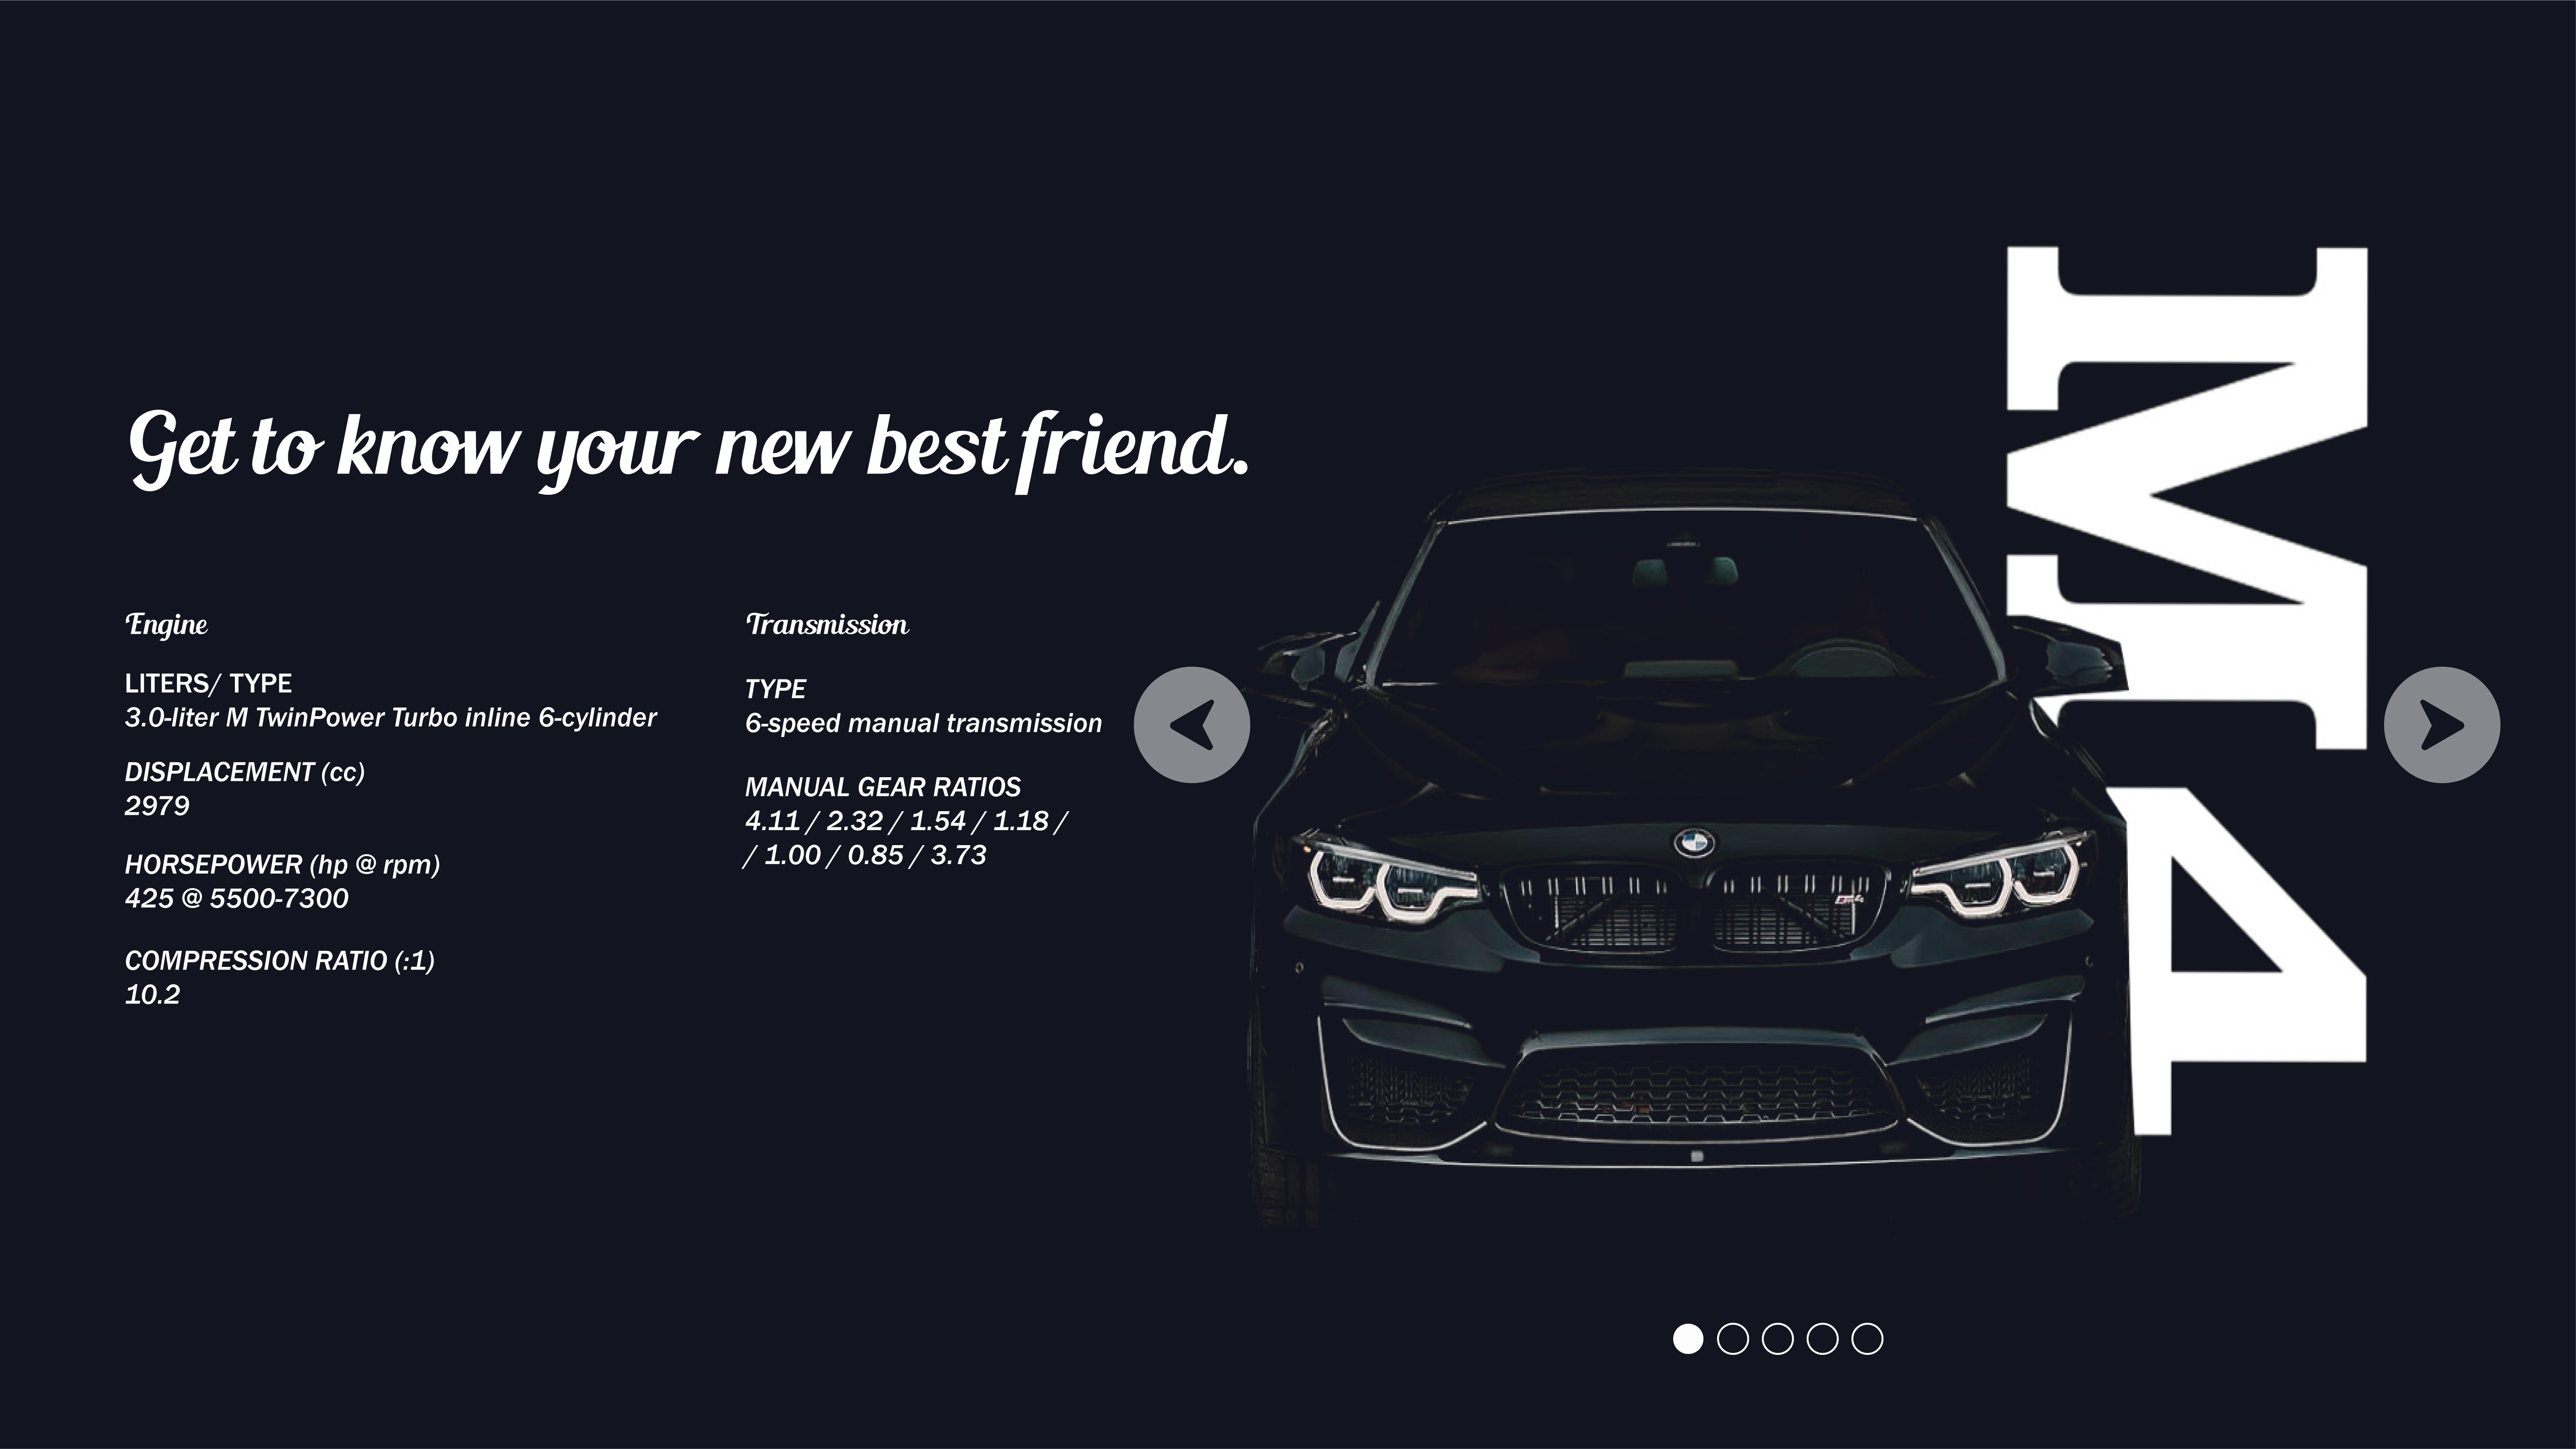 Get to know your new best friend.
Engine
LITERS/ TYPE
3.0-liter M TwinPower Turbo inline 6-cylinder
DISPLACEMENT (cc)
2979
HORSEPOWER (hp @ rpm)
425 @ 5500-7300
COMPRESSION RATIO (:1)
10.2
Transmission
TYPE
6-speed manual transmission
MANUAL GEAR RATIOS
4.11 / 2.32 / 1.54 / 1.18 /
/ 1.00 / 0.85 / 3.73
M4
BMW
M4